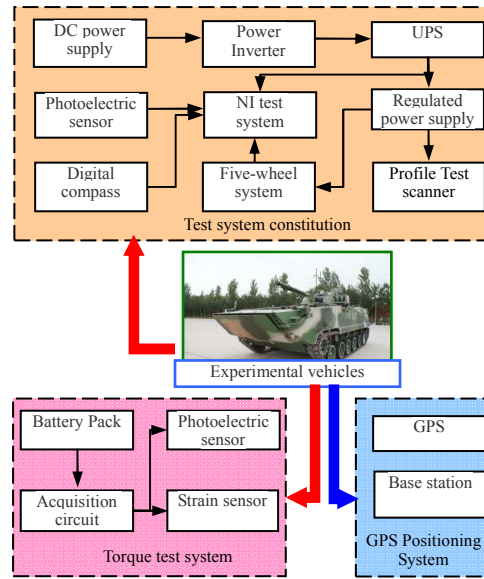 DC power
supply
Power
Inverter
UPS
Photoelectric
sensor
NI test
system
Regulated
power supply
Digital
compass
Five-wheel
system
Profile Test
scanner
Test system constitution
Experimental vehicles
Battery Pack
Photoelectric
sensor
Acquisition
circuit
Strain sensor
Torque test system
GPS
Base station
GPS Positioning
System